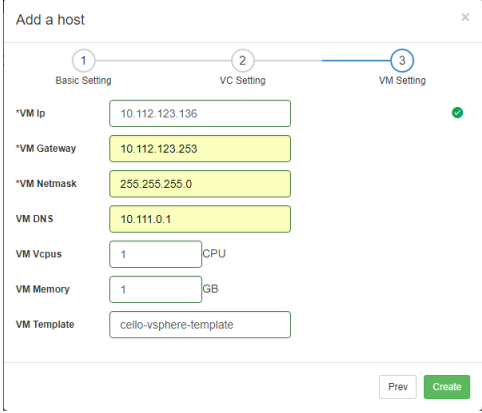 Add a host
×
1
2
3
Basic Setting
VC Setting
VM Setting
*VM Ip 10.112.123.136
*VM Gateway 10.112.123.253
*VM Netmask 255.255.255.0
VM DNS 10.111.0.1
VM Vcpus 1 CPU
VM Memory 1 GB
VM Template cello-vsphere-template
Prev Create